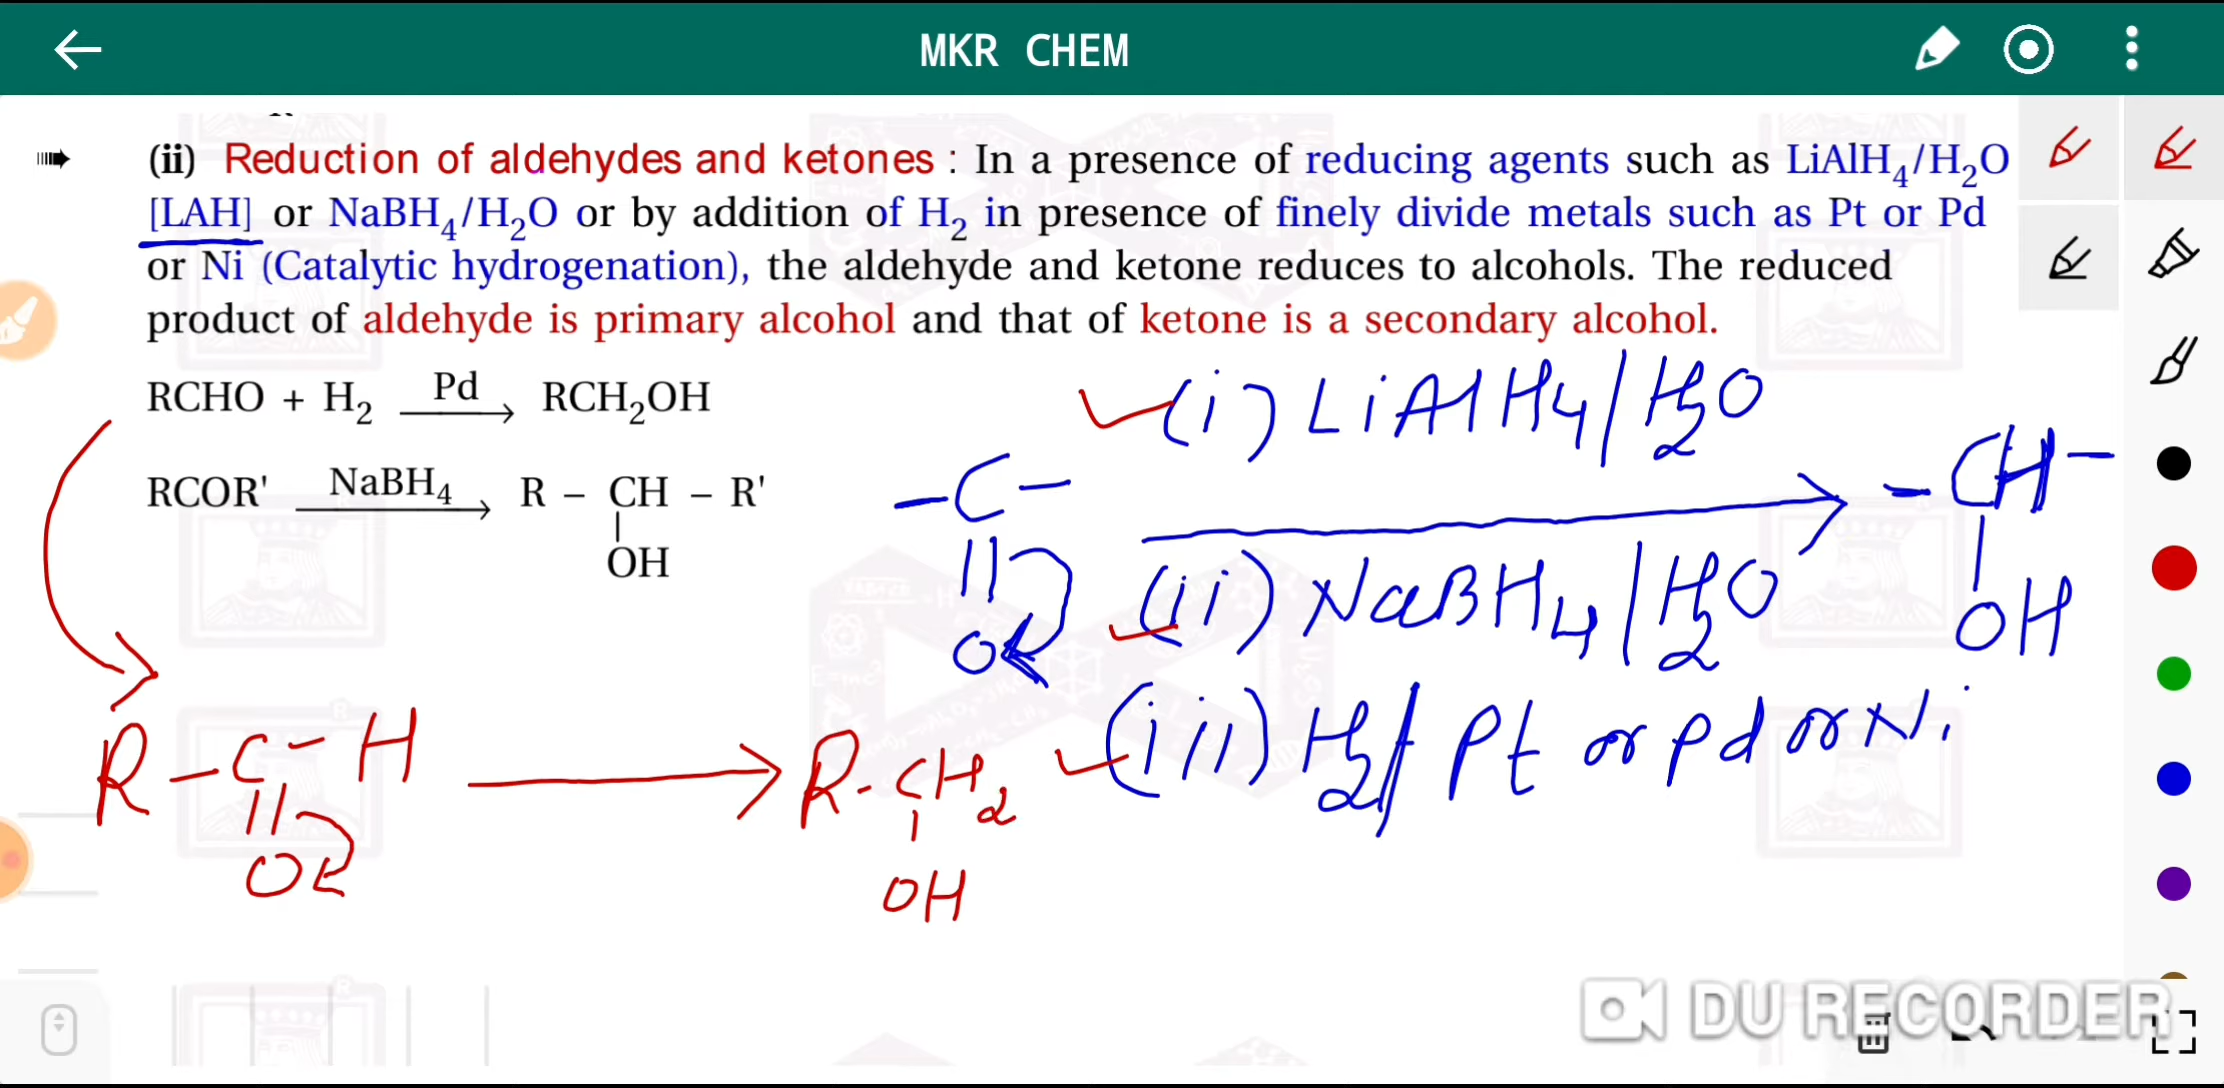 MKR CHEM
(ii) Reduction of aldehydes and ketones : In a presence of reducing agents such as LiAlH₄/H₂O
[LAH] or NaBH₄/H₂O or by addition of H₂ in presence of finely divide metals such as Pt or Pd
or Ni (Catalytic hydrogenation), the aldehyde and ketone reduces to alcohols. The reduced
product of aldehyde is primary alcohol and that of ketone is a secondary alcohol.
RCHO + H₂ —Pd→ RCH₂OH
RCOR' —NaBH₄→ R – CH – R'
|
OH
(i) LiAlH₄/H₂O
-C- → -CH-
|| |
O OH
(ii) NaBH₄/H₂O
(iii) H₂/ Pt or Pd or Ni
R-C-H → R-CH₂
|| |
O OH
DU RECORDER